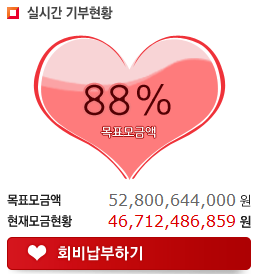 실시간 기부현황
88%
목표모금액
목표모금액 52,800,644,000 원
현재모금현황 46,712,486,859 원
회비납부하기